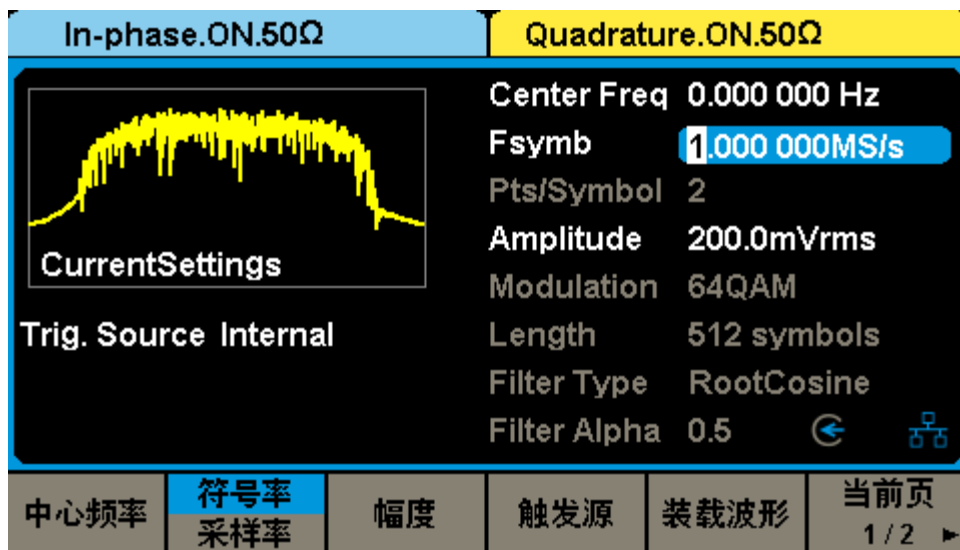 In-phase.ON.50Ω
Quadrature.ON.50Ω
CurrentSettings
Trig. Source Internal
Center Freq 0.000 000 Hz
Fsymb 1.000 000MS/s
Pts/Symbol 2
Amplitude 200.0mVrms
Modulation 64QAM
Length 512 symbols
Filter Type RootCosine
Filter Alpha 0.5
中心频率
符号率
采样率
幅度
触发源
装载波形
当前页
1/2